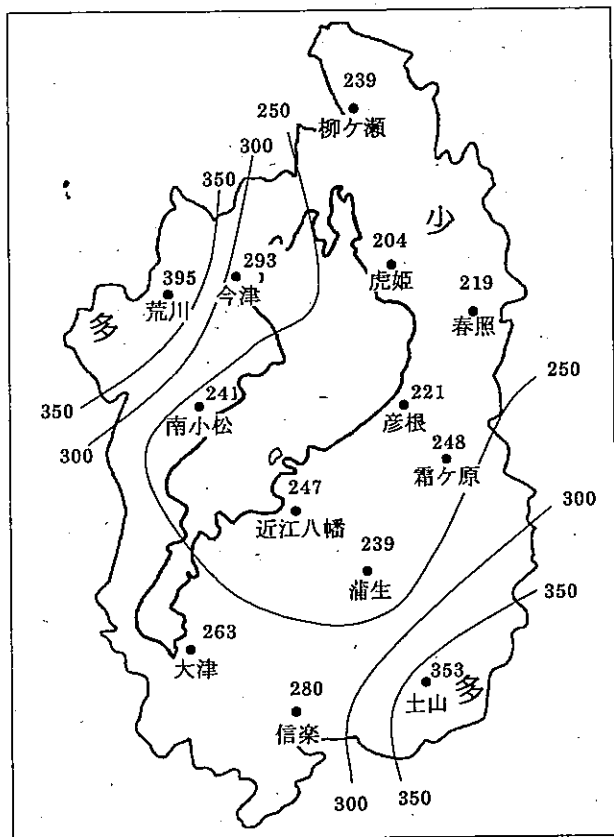 239
柳ケ瀬
250
300
350
少
204
虎姫
293
今津
395
荒川
219
春照
多
350
300
241
南小松
221
彦根
250
248
霜ケ原
247
近江八幡
300
239
蒲生
350
263
大津
353
土山
多
280
信楽
300
350